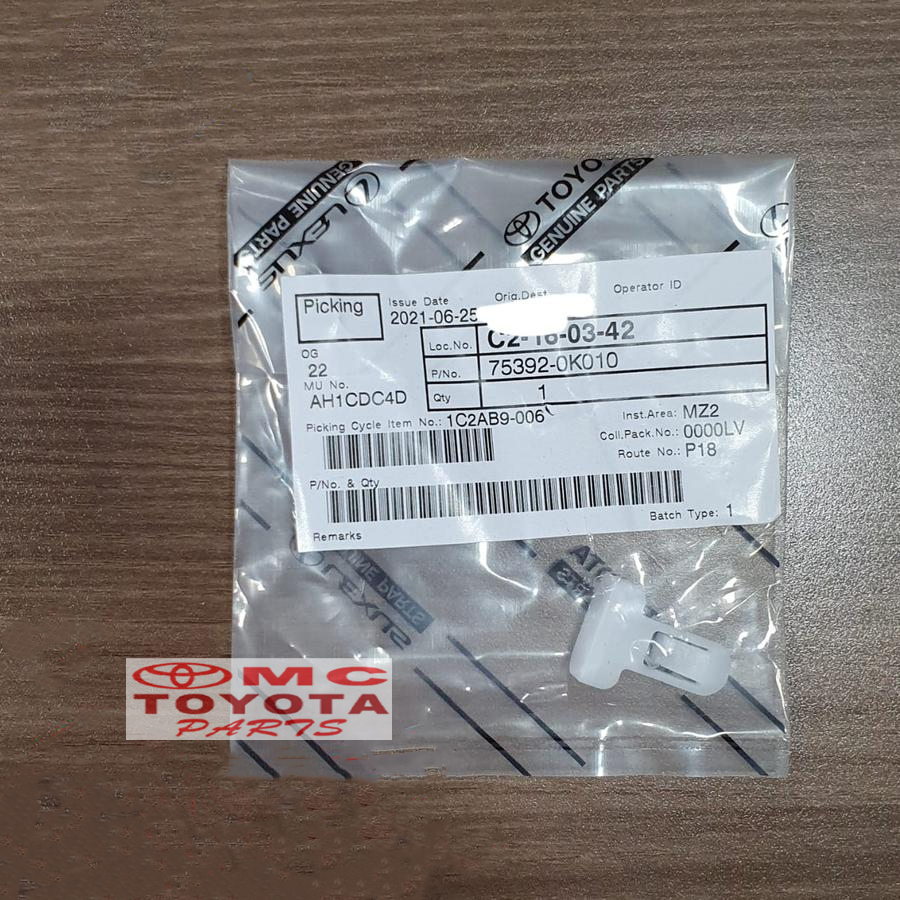 LEXUS
GENUINE PARTS
TOYOTA
GENUINE PARTS
Picking
Issue Date
2021-06-25
Orig.Dest
Operator ID
Loc.No.
C2-16-03-42
OG
22
P/No.
75392-0K010
MU No.
AH1CDC4D
Qty
1
Picking Cycle Item No.: 1C2AB9-006
Inst.Area: MZ2
Coll.Pack.No.: 0000LV
Route No.: P18
P/No. & Qty
Batch Type: 1
Remarks
LEXUS
GENUINE PARTS
MC
TOYOTA
PARTS